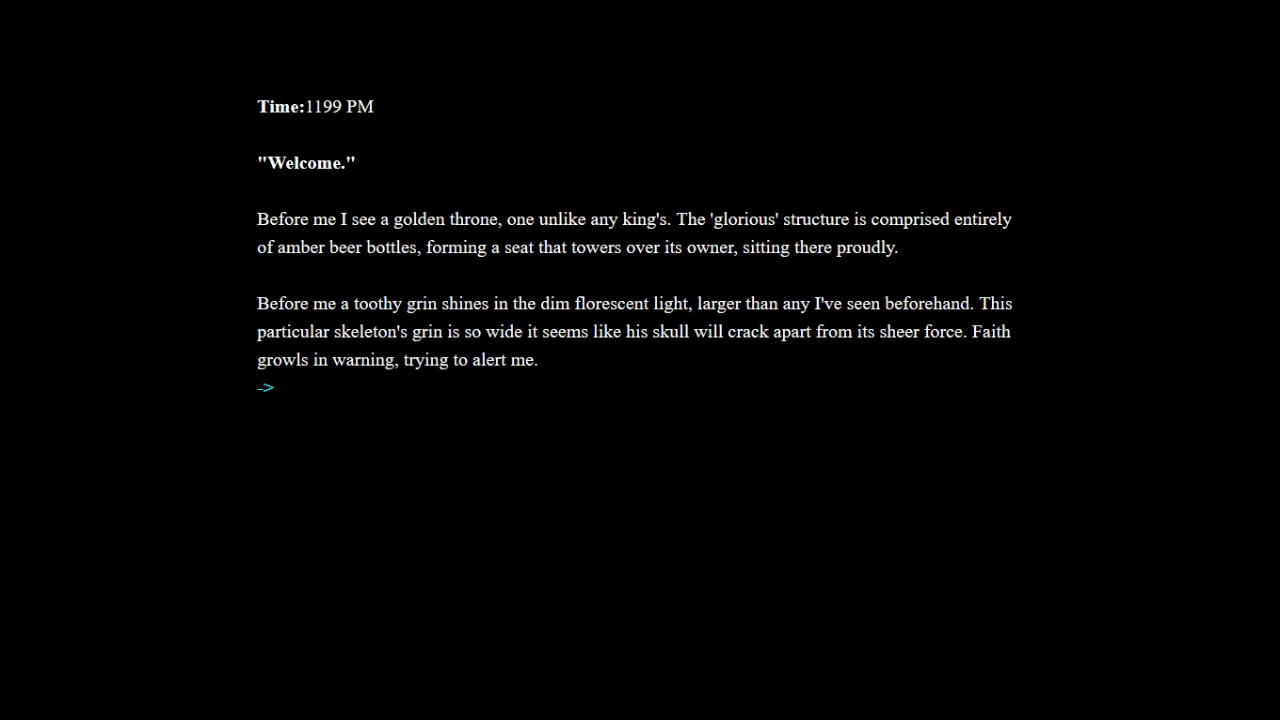 Time:1199 PM
"Welcome."
Before me I see a golden throne, one unlike any king's. The 'glorious' structure is comprised entirely
of amber beer bottles, forming a seat that towers over its owner, sitting there proudly.
Before me a toothy grin shines in the dim florescent light, larger than any I've seen beforehand. This
particular skeleton's grin is so wide it seems like his skull will crack apart from its sheer force. Faith
growls in warning, trying to alert me.
->